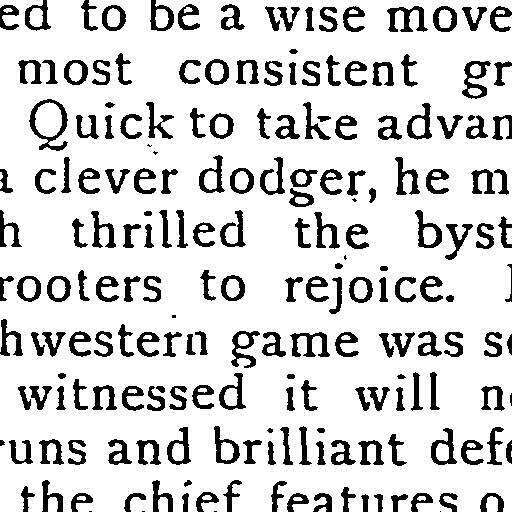 ed to be a wise move
most consistent gr
Quick to take advan
a clever dodger, he m
h thrilled the byst
rooters to rejoice.
hwestern game was s
witnessed it will n
runs and brilliant def
the chief features o